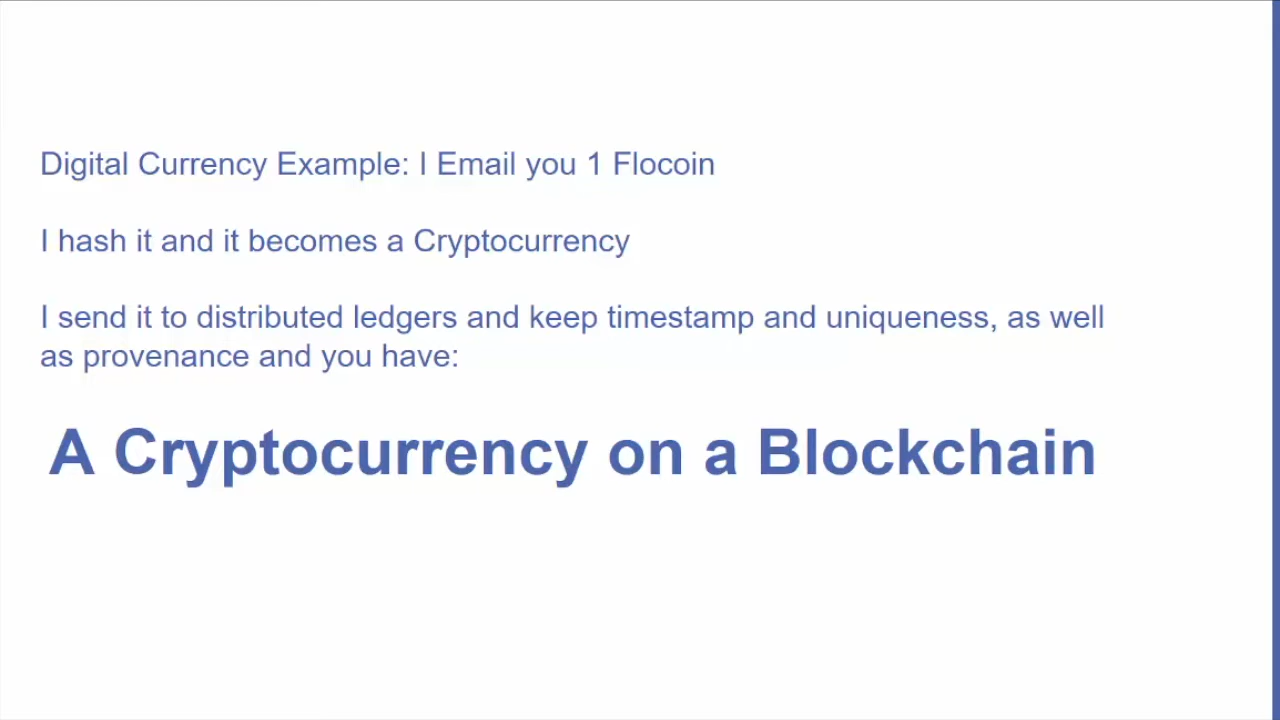 Digital Currency Example: I Email you 1 Flocoin
I hash it and it becomes a Cryptocurrency
I send it to distributed ledgers and keep timestamp and uniqueness, as well
as provenance and you have:
A Cryptocurrency on a Blockchain